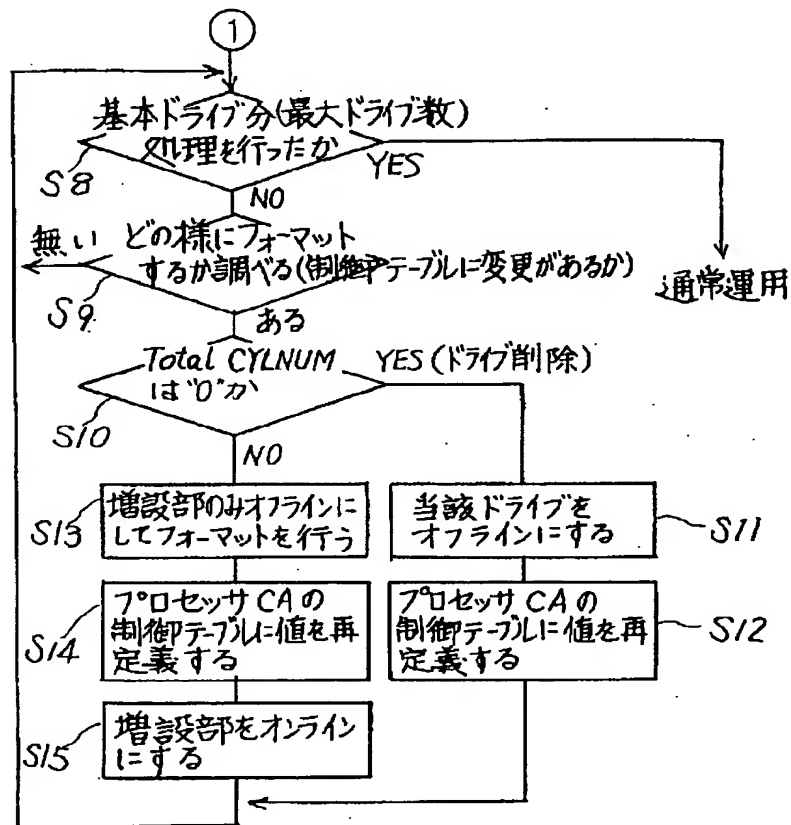 1
基本ドライブ分(最大ドライブ数)
処理を行ったか
S8
YES
NO
無い
どの様にフォーマット
するか調べる(制御テーブルに変更があるか)
S9
通常運用
ある
Total CYLNUM
は"0"か
YES(ドライブ削除)
S10
NO
S13
増設部のみオフラインに
してフォーマットを行う
当該ドライブを
オフラインにする
S11
S14
プロセッサCAの
制御テーブルに値を再
定義する
プロセッサCAの
制御テーブルに値を再
定義する
S12
S15
増設部をオンライン
にする